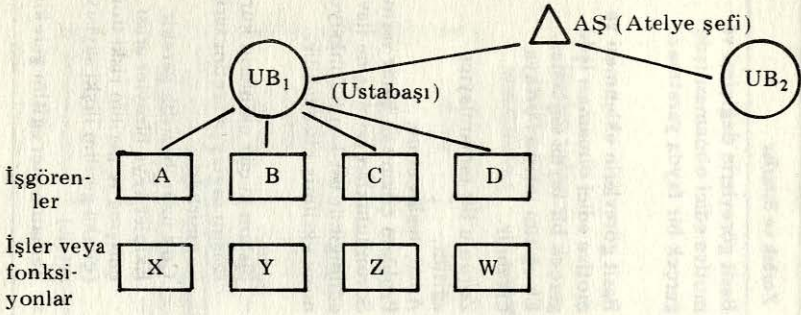 AŞ (Atelye şefi)
UB₁
(Ustabaşı)
UB₂
İşgören-
ler
A B C D
İşler veya
fonksi-
yonlar
X Y Z W